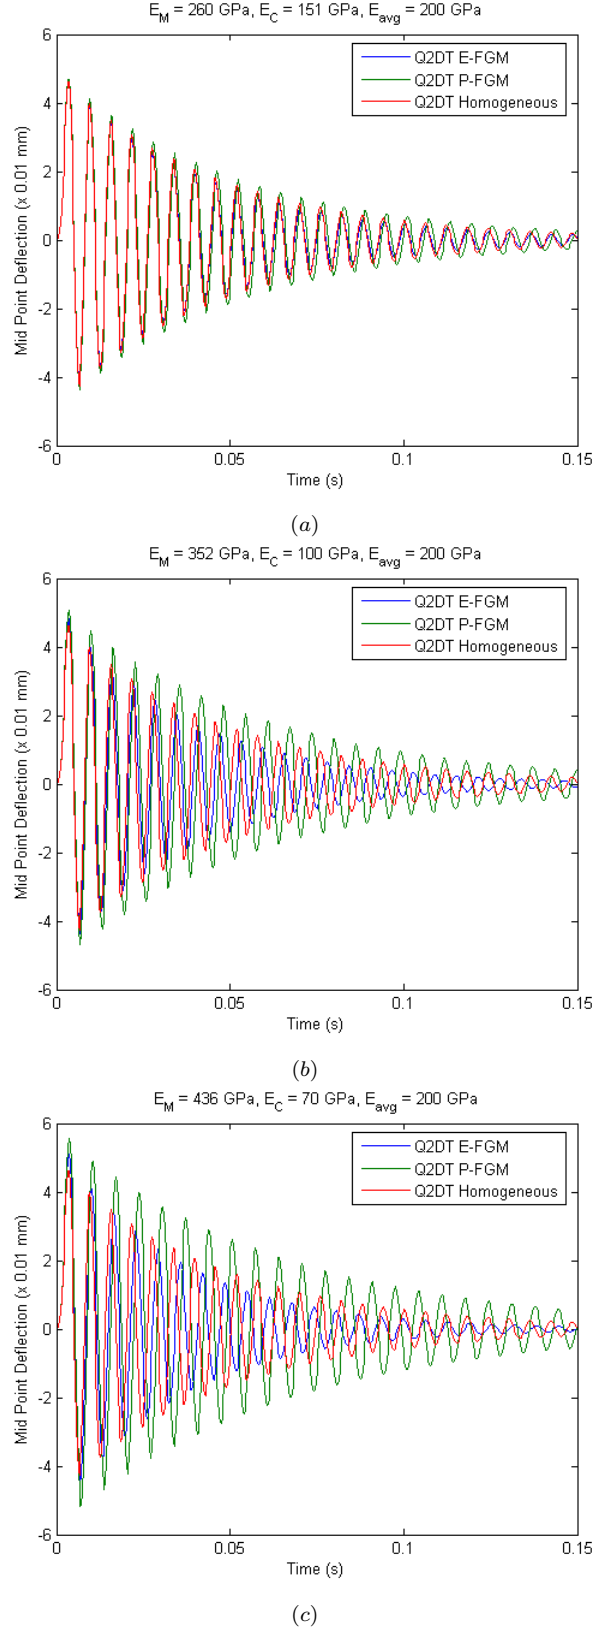 E_M = 260 GPa, E_C = 151 GPa, E_avg = 200 GPa
6
Q2DT E-FGM
Q2DT P-FGM
Q2DT Homogeneous
4
2
0
-2
-4
-6
Mid Point Deflection (x 0.01 mm)
0 0.05 0.1 0.15
Time (s)
(a)
E_M = 352 GPa, E_C = 100 GPa, E_avg = 200 GPa
6
Q2DT E-FGM
Q2DT P-FGM
Q2DT Homogeneous
4
2
0
-2
-4
-6
Mid Point Deflection (x 0.01 mm)
0 0.05 0.1 0.15
Time (s)
(b)
E_M = 436 GPa, E_C = 70 GPa, E_avg = 200 GPa
6
Q2DT E-FGM
Q2DT P-FGM
Q2DT Homogeneous
4
2
0
-2
-4
-6
Mid Point Deflection (x 0.01 mm)
0 0.05 0.1 0.15
Time (s)
(c)